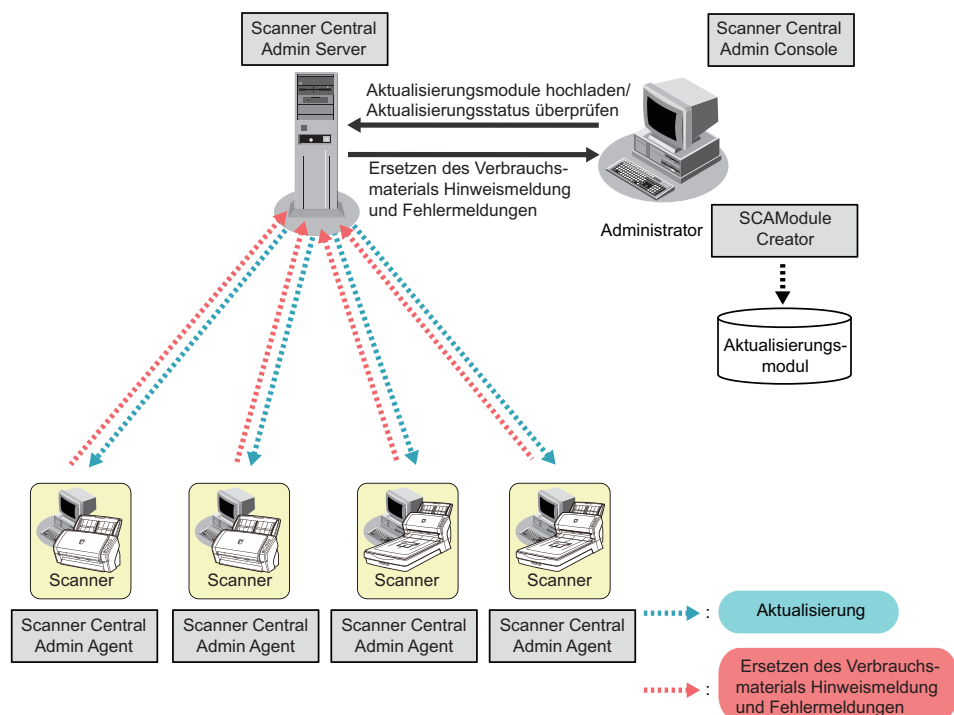 Scanner Central
Admin Server
Scanner Central
Admin Console
Aktualisierungsmodule hochladen/
Aktualisierungsstatus überprüfen
Ersetzen des Verbrauchs-
materials Hinweismeldung
und Fehlermeldungen
Administrator
SCAModule
Creator
Aktualisierungs-
modul
Scanner
Scanner
Scanner
Scanner
Scanner Central
Admin Agent
Scanner Central
Admin Agent
Scanner Central
Admin Agent
Scanner Central
Admin Agent
: Aktualisierung
: Ersetzen des Verbrauchs-
materials Hinweismeldung
und Fehlermeldungen